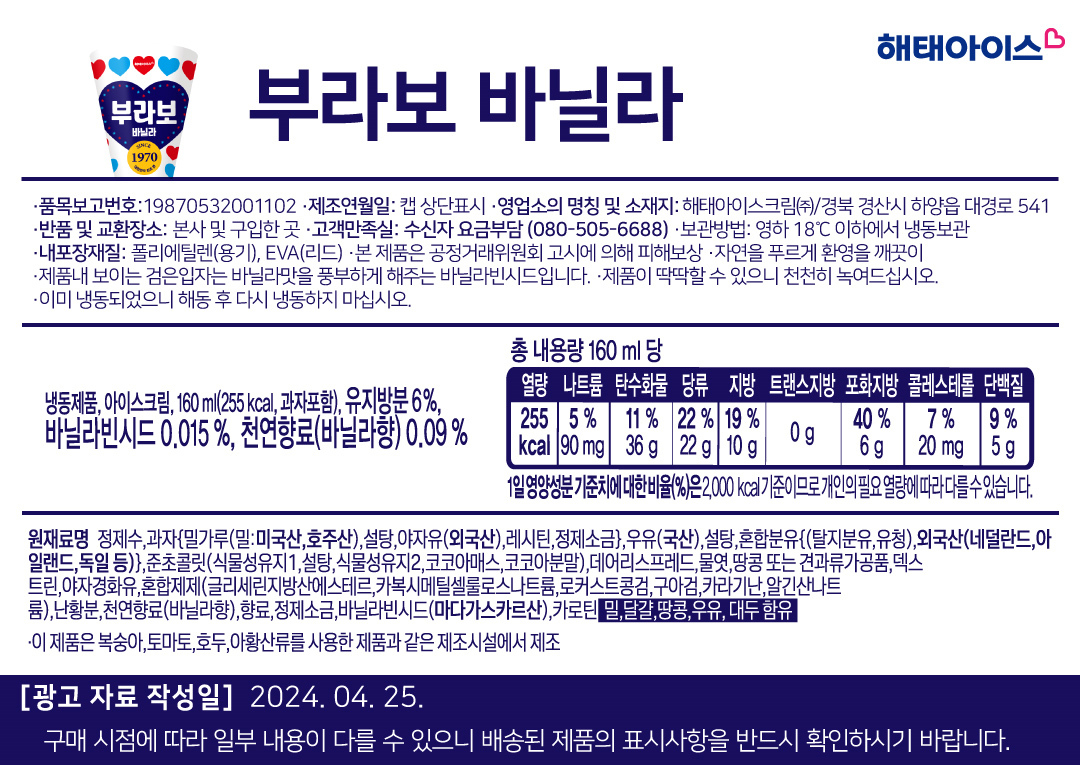 해태아이스
부라보
바닐라
SINCE
1970
부라보 바닐라
·품목보고번호:19870532001102 ·제조연월일: 캡 상단표시 ·영업소의 명칭 및 소재지: 해태아이스크림㈜/경북 경산시 하양읍 대경로 541
·반품 및 교환장소: 본사 및 구입한 곳 ·고객만족실: 수신자 요금부담 (080-505-6688) ·보관방법: 영하 18℃ 이하에서 냉동보관
·내포장재질: 폴리에틸렌(용기), EVA(리드) ·본 제품은 공정거래위원회 고시에 의해 피해보상 ·자연을 푸르게 환영을 깨끗이
·제품내 보이는 검은입자는 바닐라맛을 풍부하게 해주는 바닐라빈시드입니다. ·제품이 딱딱할 수 있으니 천천히 녹여드십시오.
·이미 냉동되었으니 해동 후 다시 냉동하지 마십시오.
냉동제품, 아이스크림, 160 ml(255 kcal, 과자포함), 유지방분 6%,
바닐라빈시드 0.015 %, 천연향료(바닐라향) 0.09 %
총 내용량 160 ml 당
열량 나트륨 탄수화물 당류 지방 트랜스지방 포화지방 콜레스테롤 단백질
255 kcal 5 % 90 mg 11 % 36 g 22 % 22 g 19 % 10 g 0 g 40 % 6 g 7 % 20 mg 9 % 5 g
1일 영양성분 기준치에 대한 비율(%)은 2,000 kcal 기준이므로 개인의 필요 열량에 따라 다를 수 있습니다.
원재료명 정제수,과자{밀가루(밀:미국산,호주산),설탕,야자유(외국산),레시틴,정제소금},우유(국산),설탕,혼합분유{(탈지분유,유청),외국산(네덜란드,아
일랜드,독일 등)},준초콜릿(식물성유지1,설탕,식물성유지2,코코아매스,코코아분말),데어리스프레드,물엿,땅콩 또는 견과류가공품,덱스
트린,야자경화유,혼합제제(글리세린지방산에스테르,카복시메틸셀룰로스나트륨,로커스트콩검,구아검,카라기난,알긴산나트
륨),난황분,천연향료(바닐라향),향료,정제소금,바닐라빈시드(마다가스카르산),카로틴 밀,달걀,땅콩,우유, 대두 함유
·이 제품은 복숭아,토마토,호두,아황산류를 사용한 제품과 같은 제조시설에서 제조
[광고 자료 작성일] 2024. 04. 25.
구매 시점에 따라 일부 내용이 다를 수 있으니 배송된 제품의 표시사항을 반드시 확인하시기 바랍니다.